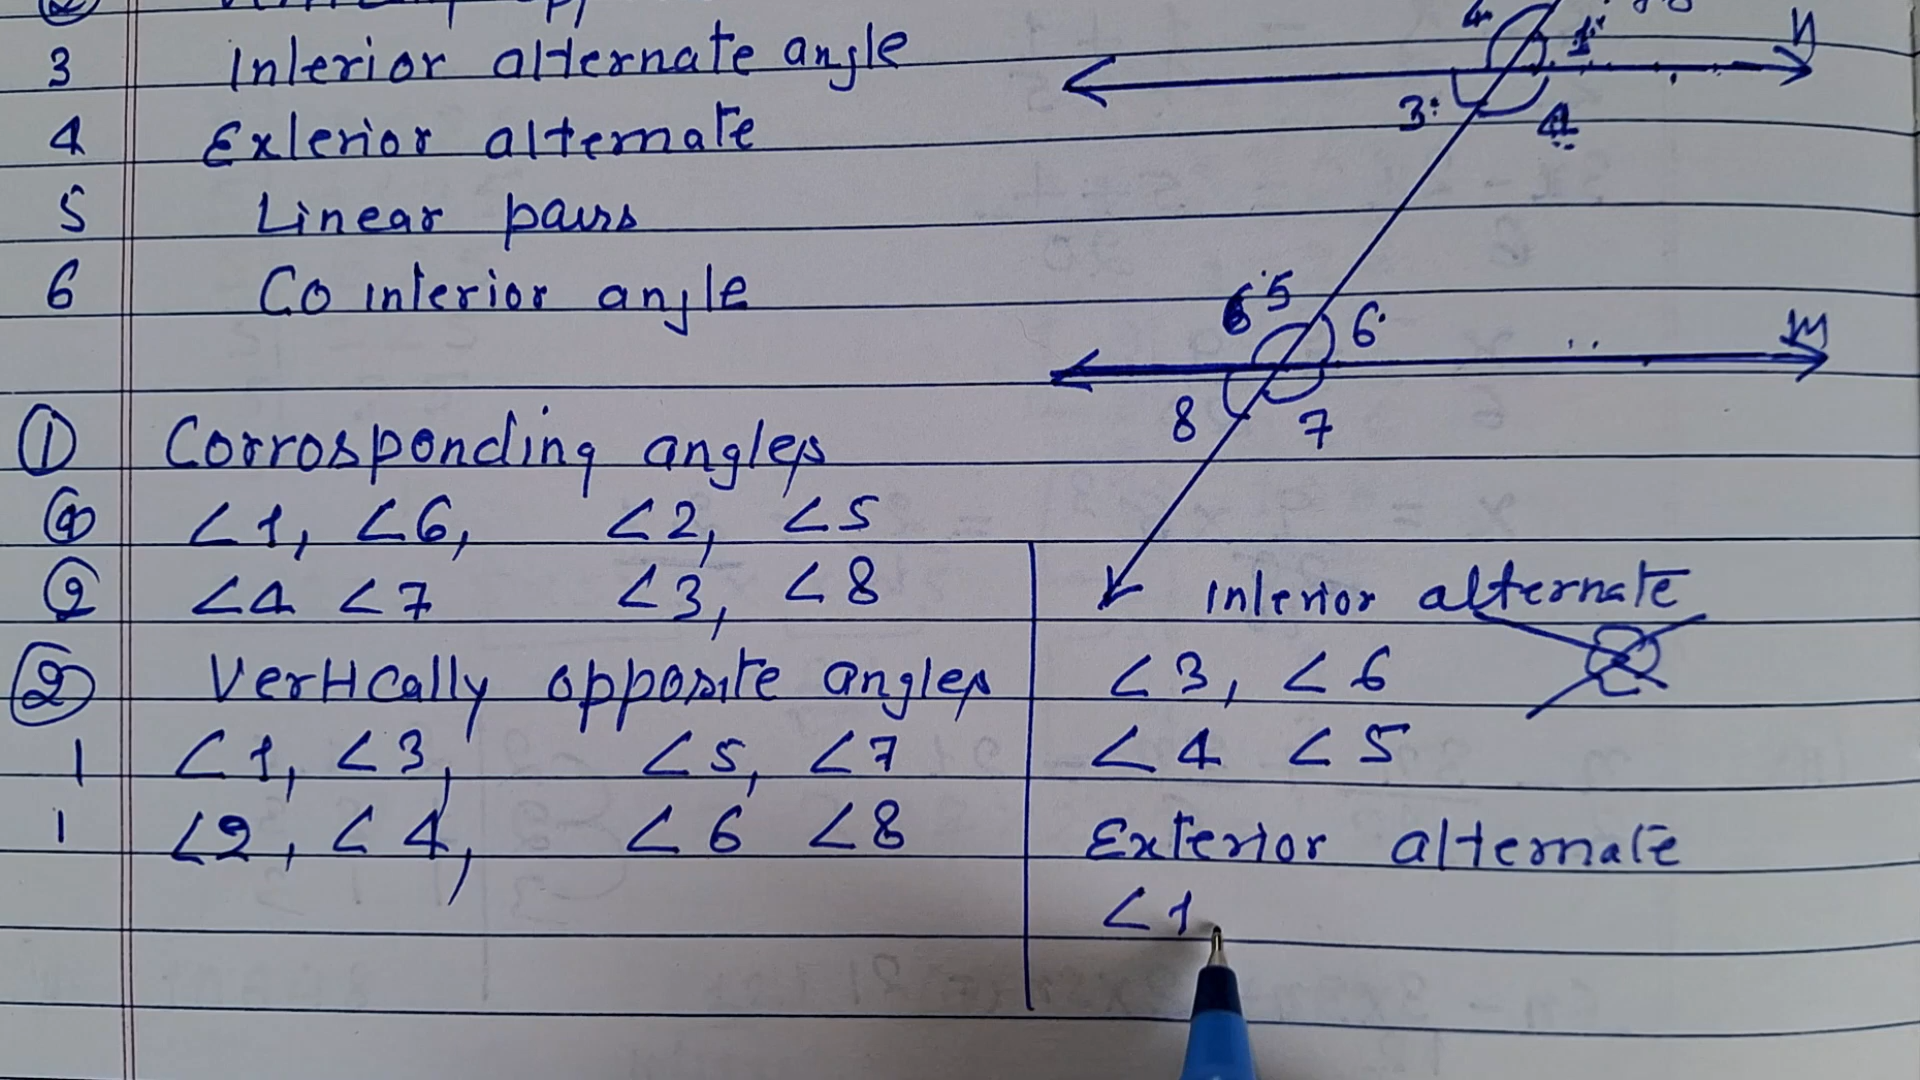 3 Interior alternate angle
4 Exterior alternate
5 Linear pairs
6 Co interior angle
n
1
3
4
5
6
m
8
7
① Corrosponding angles
∠1, ∠6, ∠2, ∠5
② ∠4 ∠7 ∠3, ∠8
② Vertically opposite angles
1 ∠1, ∠3, ∠5, ∠7
1 ∠2, ∠4, ∠6 ∠8
Interior alternate
∠3, ∠6
∠4 ∠5
Exterior alternate
∠1